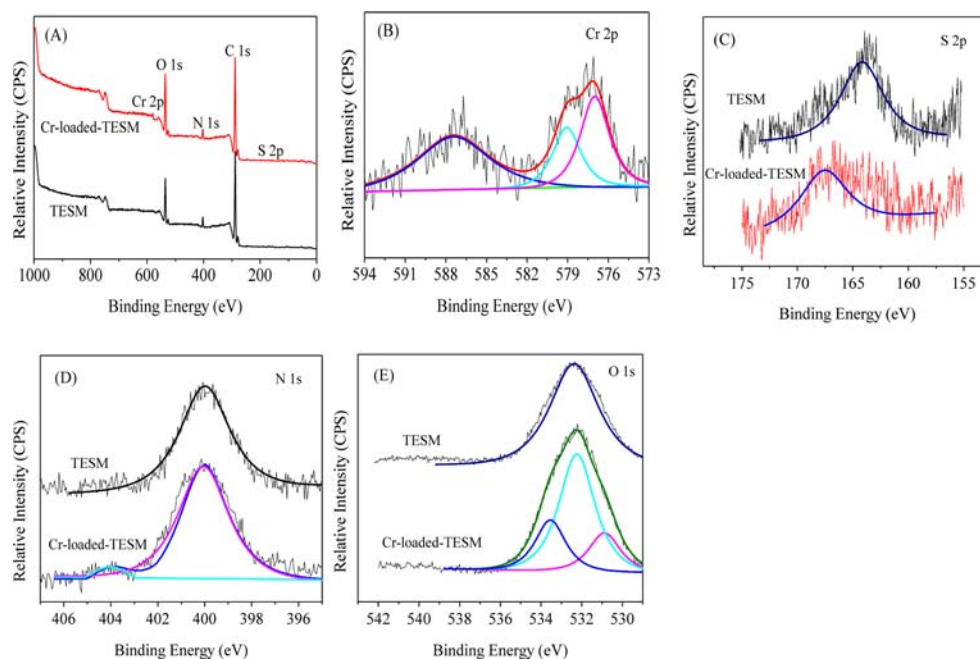 (A)
C 1s
O 1s
Cr 2p
N 1s
Cr-loaded-TESM
S 2p
TESM
1000 800 600 400 200 0
Binding Energy (eV)
Relative Intensity (CPS)
(B)
Cr 2p
594 591 588 585 582 579 576 573
Binding Energy (eV)
Relative Intensity (CPS)
(C)
S 2p
TESM
Cr-loaded-TESM
175 170 165 160 155
Binding Energy (eV)
Relative Intensity (CPS)
(D)
N 1s
TESM
Cr-loaded-TESM
406 404 402 400 398 396
Binding Energy (eV)
Relative Intensity (CPS)
(E)
O 1s
TESM
Cr-loaded-TESM
542 540 538 536 534 532 530
Binding Energy (eV)
Relative Intensity (CPS)